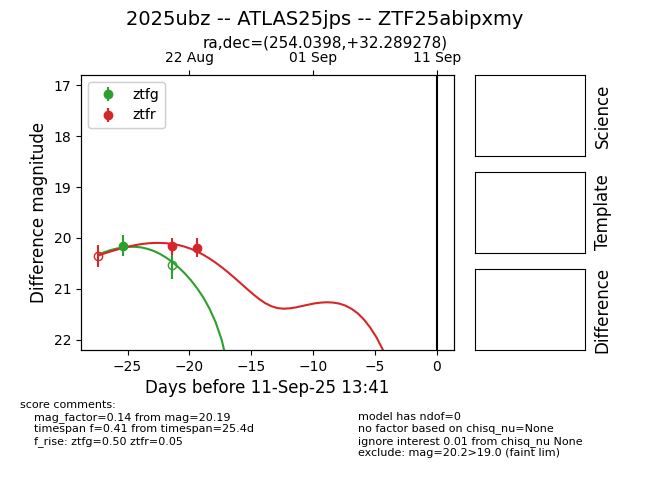 2025ubz -- ATLAS25jps -- ZTF25abipxmy
ra,dec=(254.0398,+32.289278)
22 Aug 01 Sep 11 Sep
ztfg
ztfr
17
18
19
20
21
22
Difference magnitude
−25 −20 −15 −10 −5 0
Days before 11-Sep-25 13:41
Science
Template
Difference
score comments:
mag_factor=0.14 from mag=20.19
timespan f=0.41 from timespan=25.4d
f_rise: ztfg=0.50 ztfr=0.05
model has ndof=0
no factor based on chisq_nu=None
ignore interest 0.01 from chisq_nu None
exclude: mag=20.2>19.0 (faint lim)